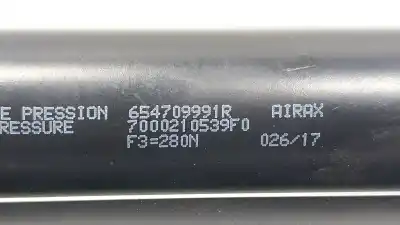 E PRESSION 654709991R AIRAX
RESSURE 7000210539F0
F3=280N 026/17